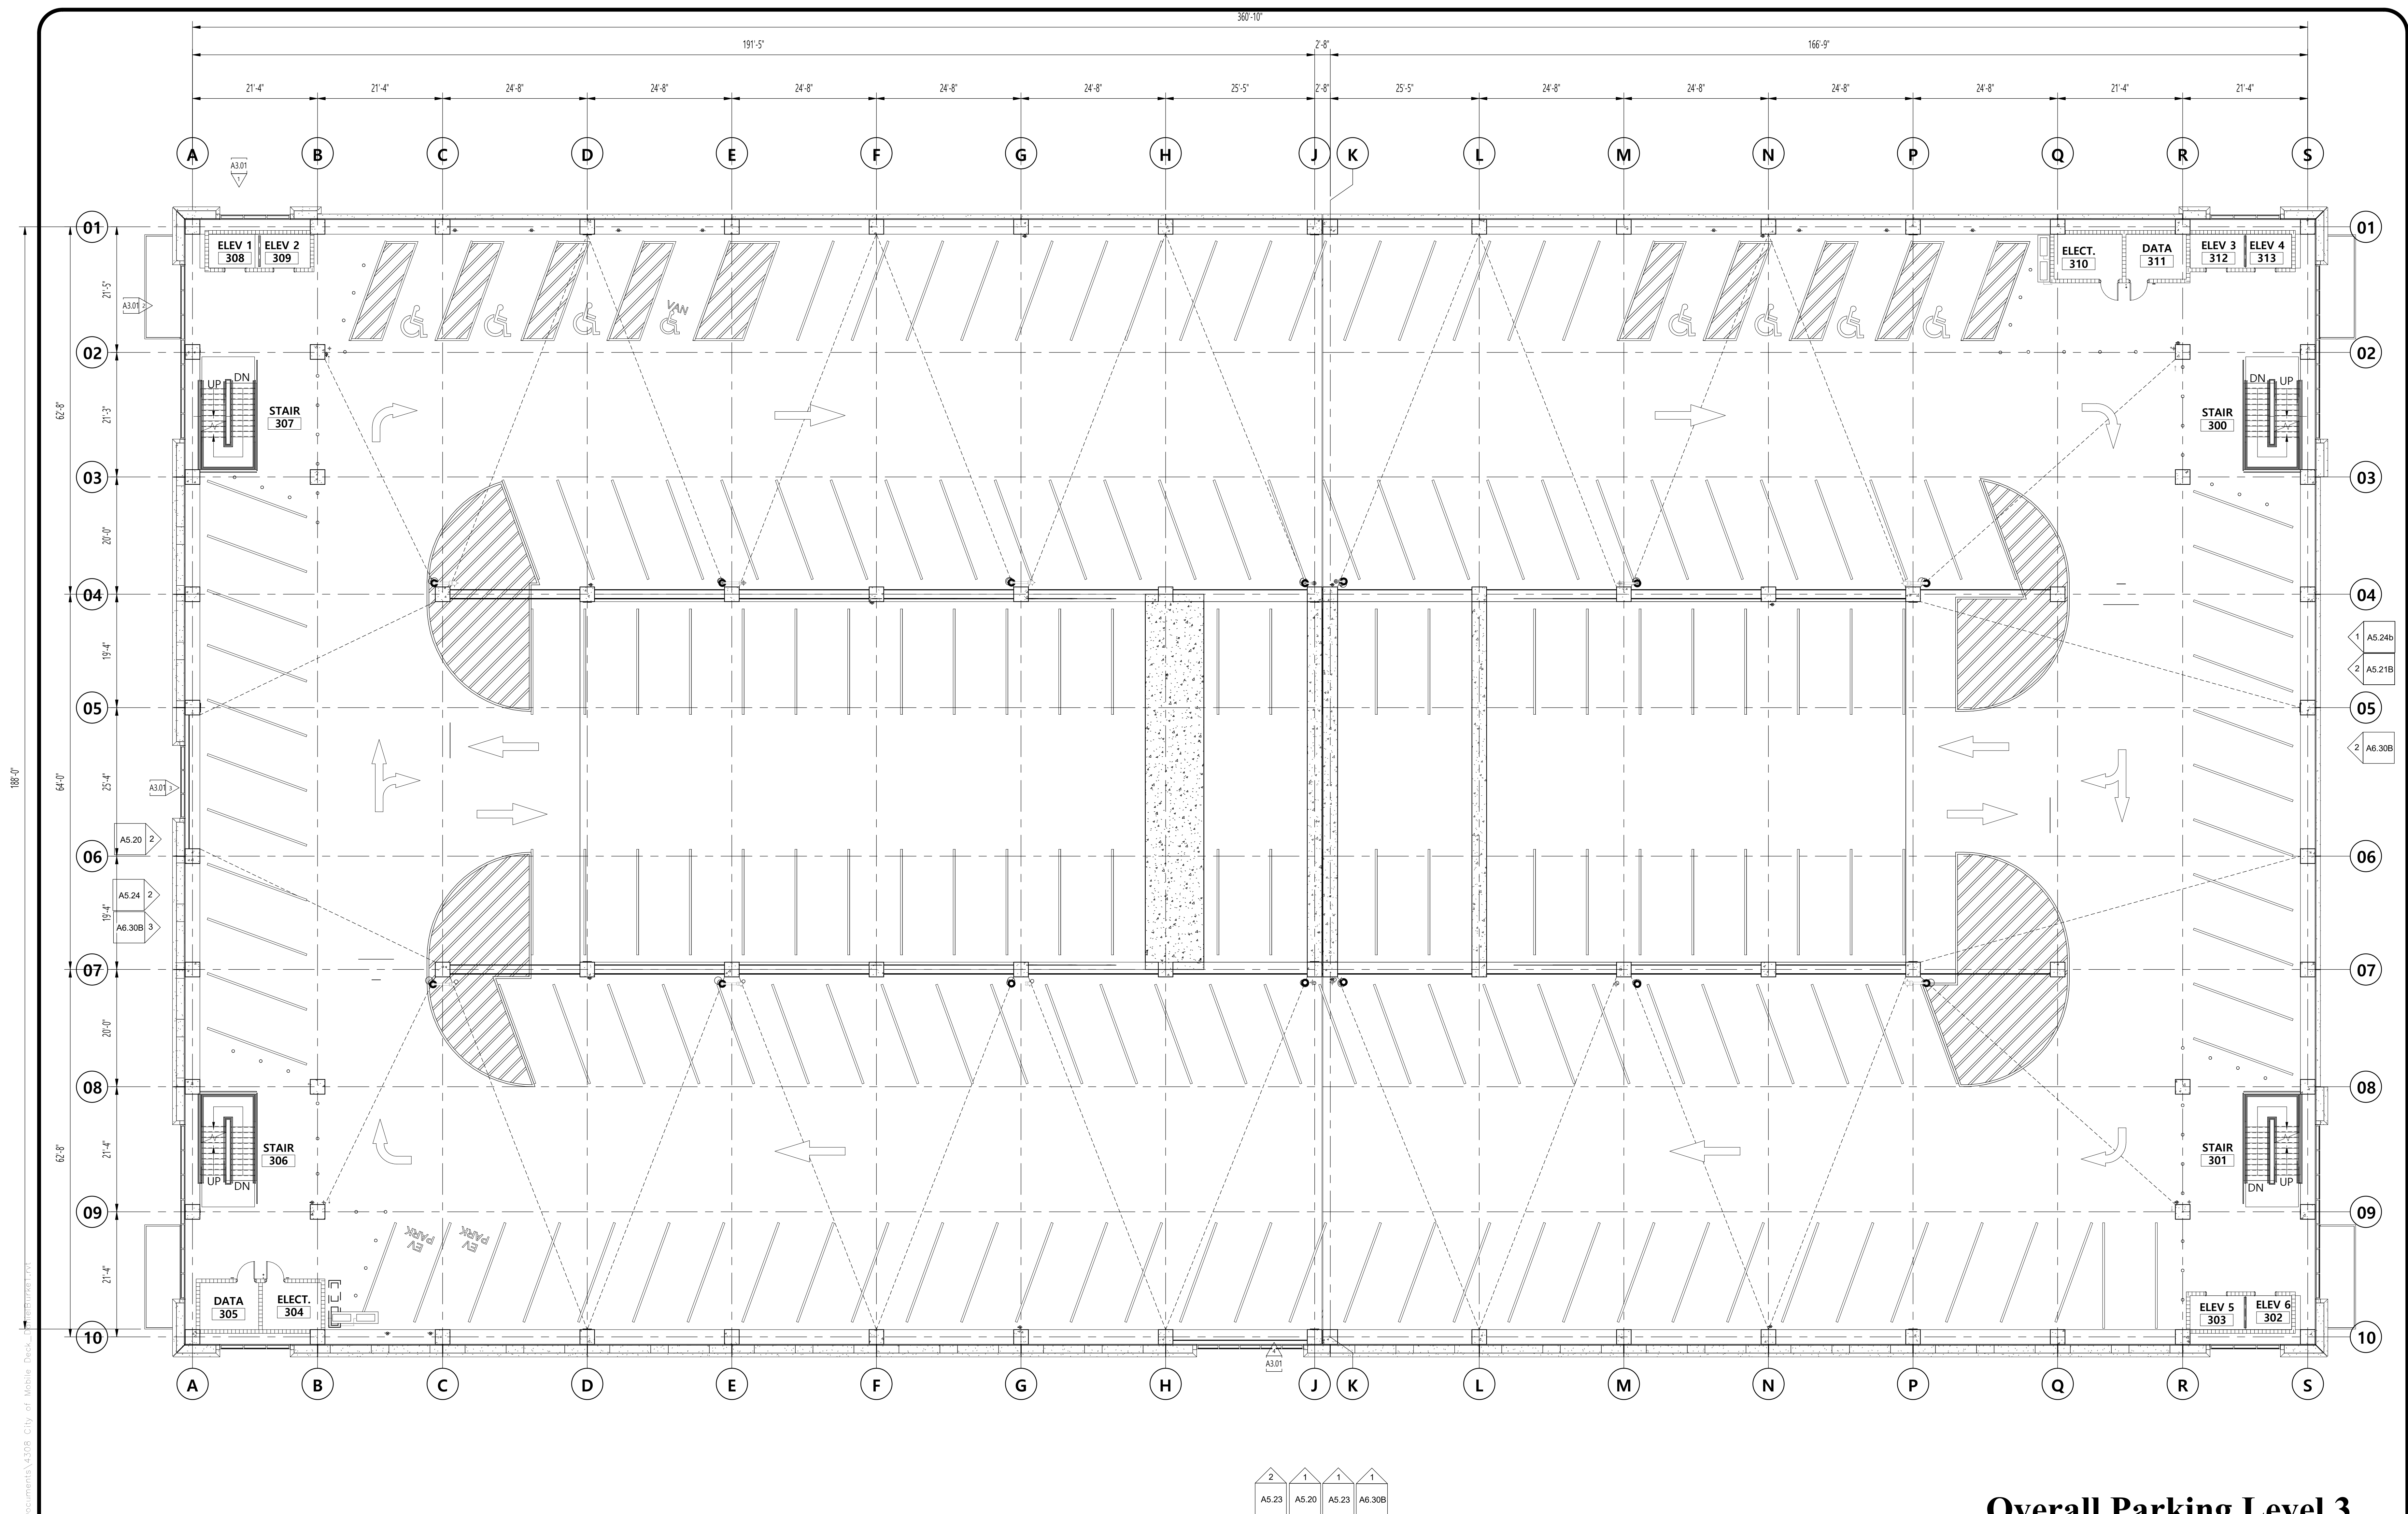 360'-10"
191'-5" 2'-8" 166'-9"
21'-4" 21'-4" 24'-8" 24'-8" 24'-8" 24'-8" 24'-8" 25'-5" 2'-8" 25'-5" 24'-8" 24'-8" 24'-8" 24'-8" 21'-4" 21'-4"
A B C D E F G H J K L M N P Q R S
A3.01
1
01 01
ELEV 1 ELEV 2
308 309
ELECT. DATA ELEV 3 ELEV 4
310 311 312 313
21'-5"
A3.01 2
VAN
02 02
UP DN
DN UP
STAIR
307
STAIR
300
62'-8"
21'-3"
03 03
20'-0"
04 04
1 A5.24b
19'-4"
2 A5.21B
05 05
2 A6.30B
188'-0"
64'-0"
25'-4"
A3.01 3
A5.20 2
06 06
A5.24 2
19'-4"
A6.30B 3
07 07
20'-0"
08 08
62'-8"
21'-4"
STAIR
306
STAIR
301
UP DN
DN UP
09 09
EV
PARK
EV
PARK
21'-4"
DATA ELECT.
305 304
ELEV 5 ELEV 6
303 302
10 10
4
A3.01
A B C D E F G H J K L M N P Q R S
2 1 1 1
A5.23 A5.20 A5.23 A6.30B
Overall Parking Level 3